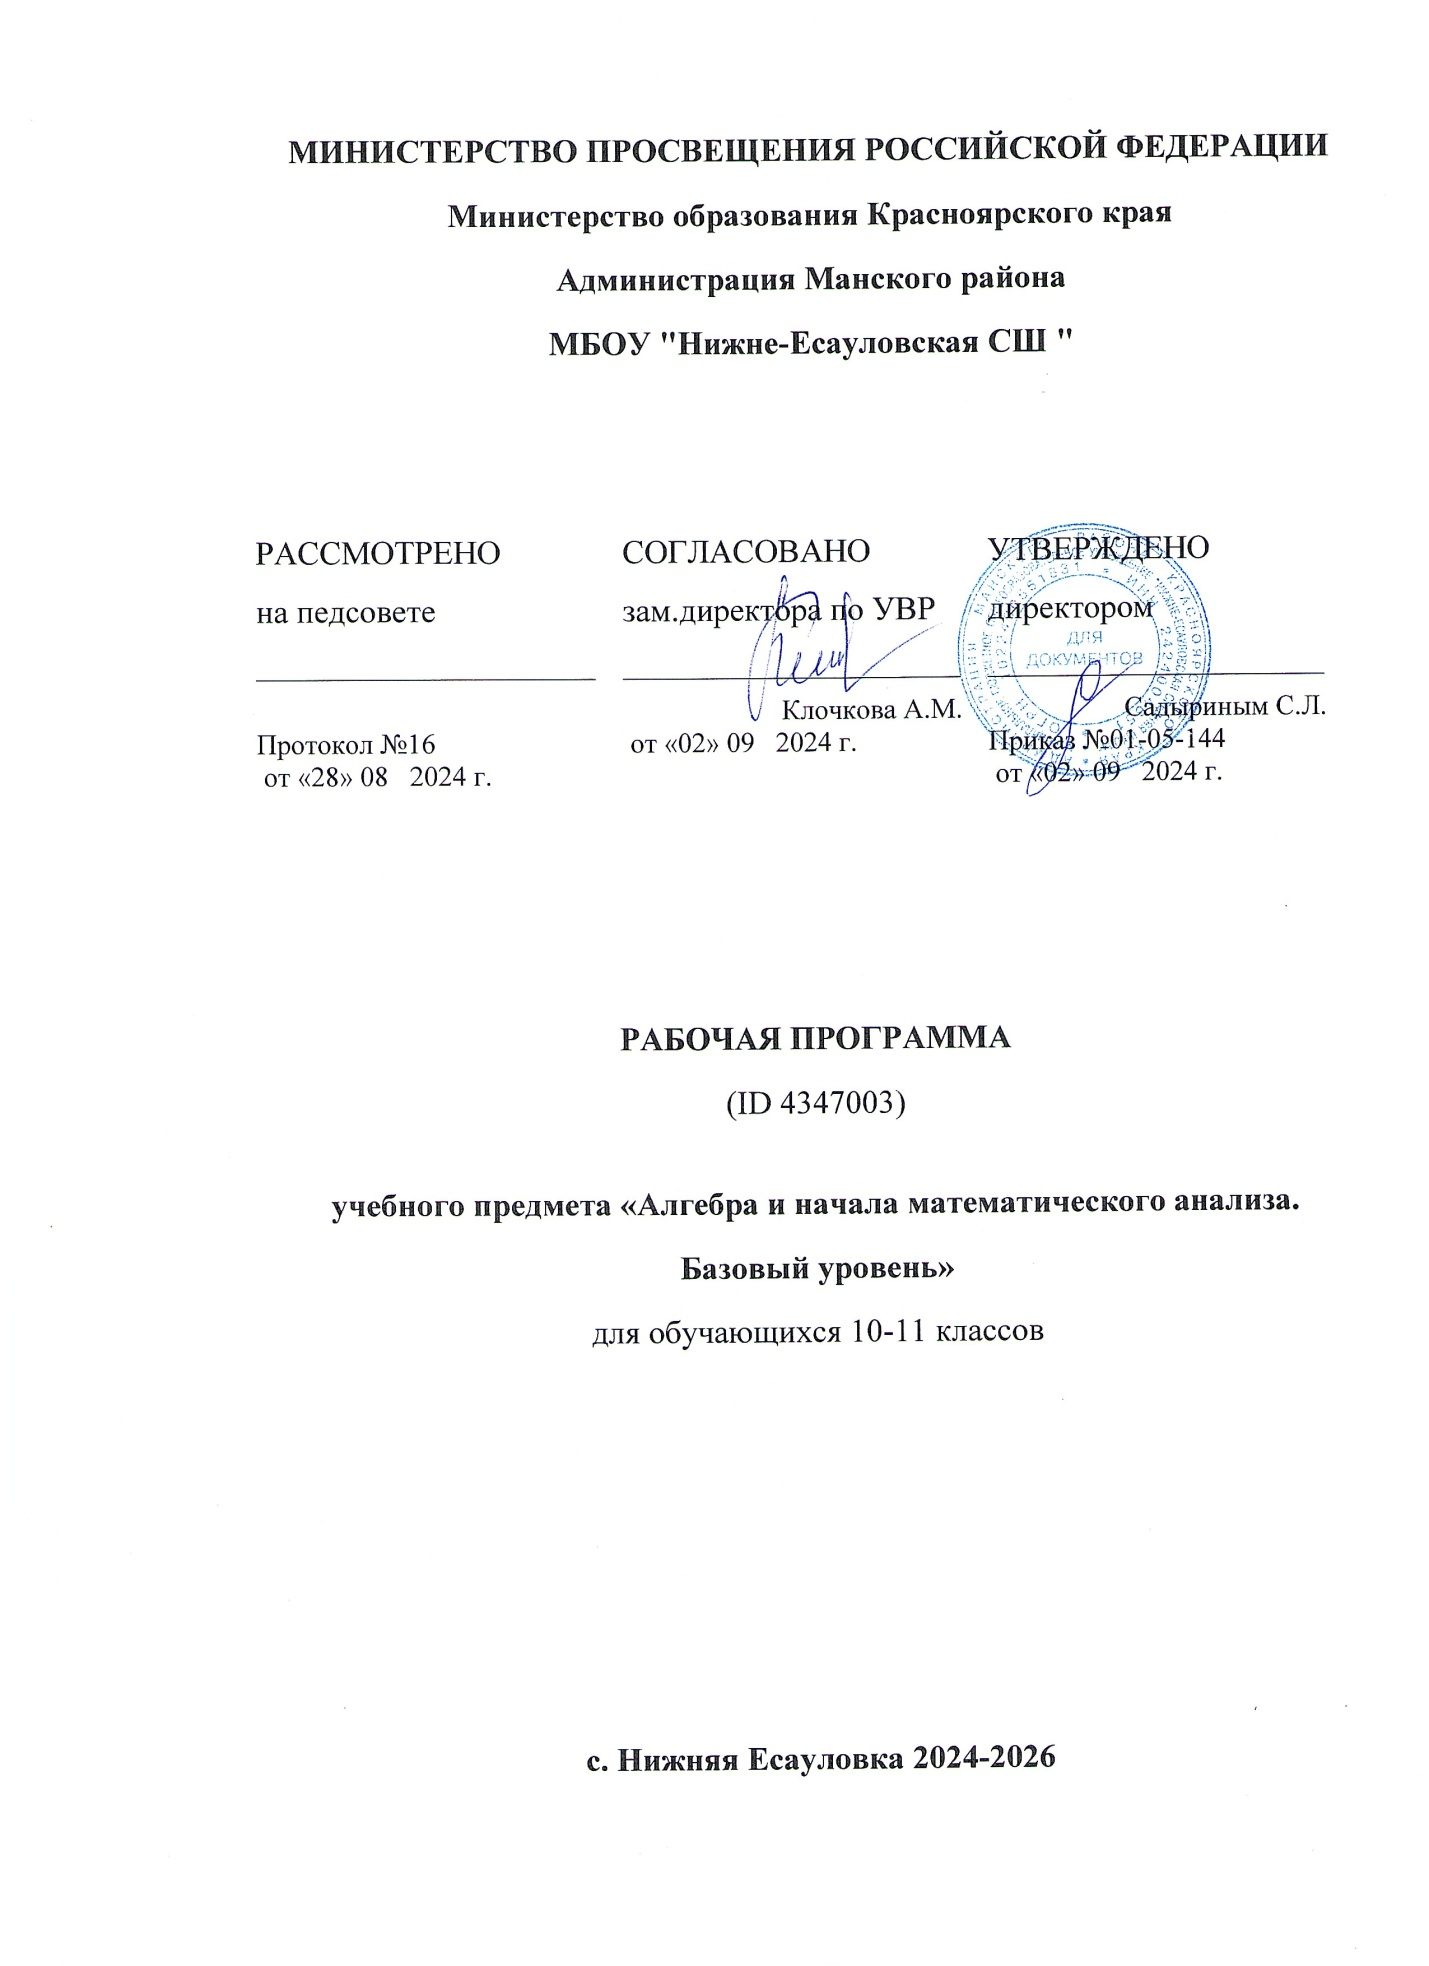 МИНИСТЕРСТВО ПРОСВЕЩЕНИЯ РОССИЙСКОЙ ФЕДЕРАЦИИ
Министерство образования Красноярского края
Администрация Манского района
МБОУ "Нижне-Есауловская СШ "
РАССМОТРЕНО
на педсовете
Протокол №16
от «28» 08 2024 г.
СОГЛАСОВАНО
зам.директора по УВР
Клочкова А.М.
от «02» 09 2024 г.
УТВЕРЖДЕНО
директором
Садыриным С.Л.
Приказ №01-05-144
от «02» 09 2024 г.
ДЛЯ
ДОКУМЕНТОВ
РАБОЧАЯ ПРОГРАММА
(ID 4347003)
учебного предмета «Алгебра и начала математического анализа.
Базовый уровень»
для обучающихся 10-11 классов
с. Нижняя Есауловка 2024-2026